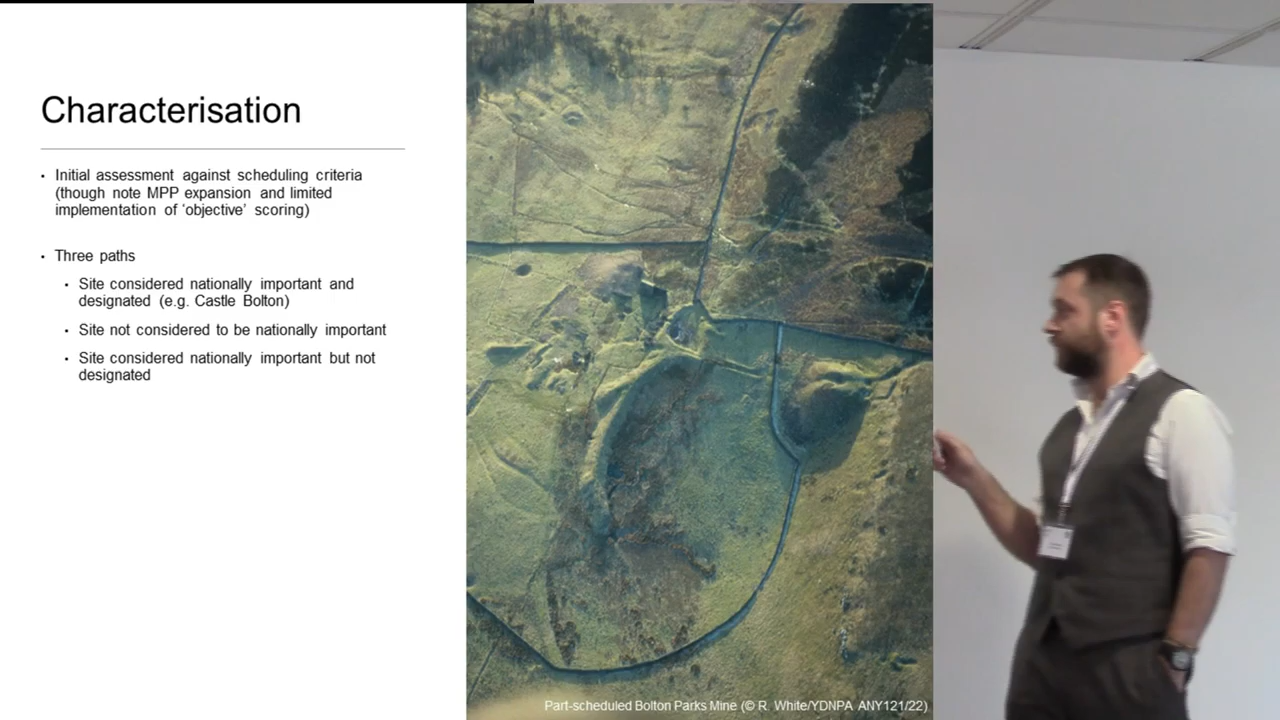 Characterisation
• Initial assessment against scheduling criteria
(though note MPP expansion and limited
implementation of ‘objective’ scoring)
• Three paths
• Site considered nationally important and
designated (e.g. Castle Bolton)
• Site not considered to be nationally important
• Site considered nationally important but not
designated
Part-scheduled Bolton Parks Mine (© R. White/YDNPA ANY121/22)